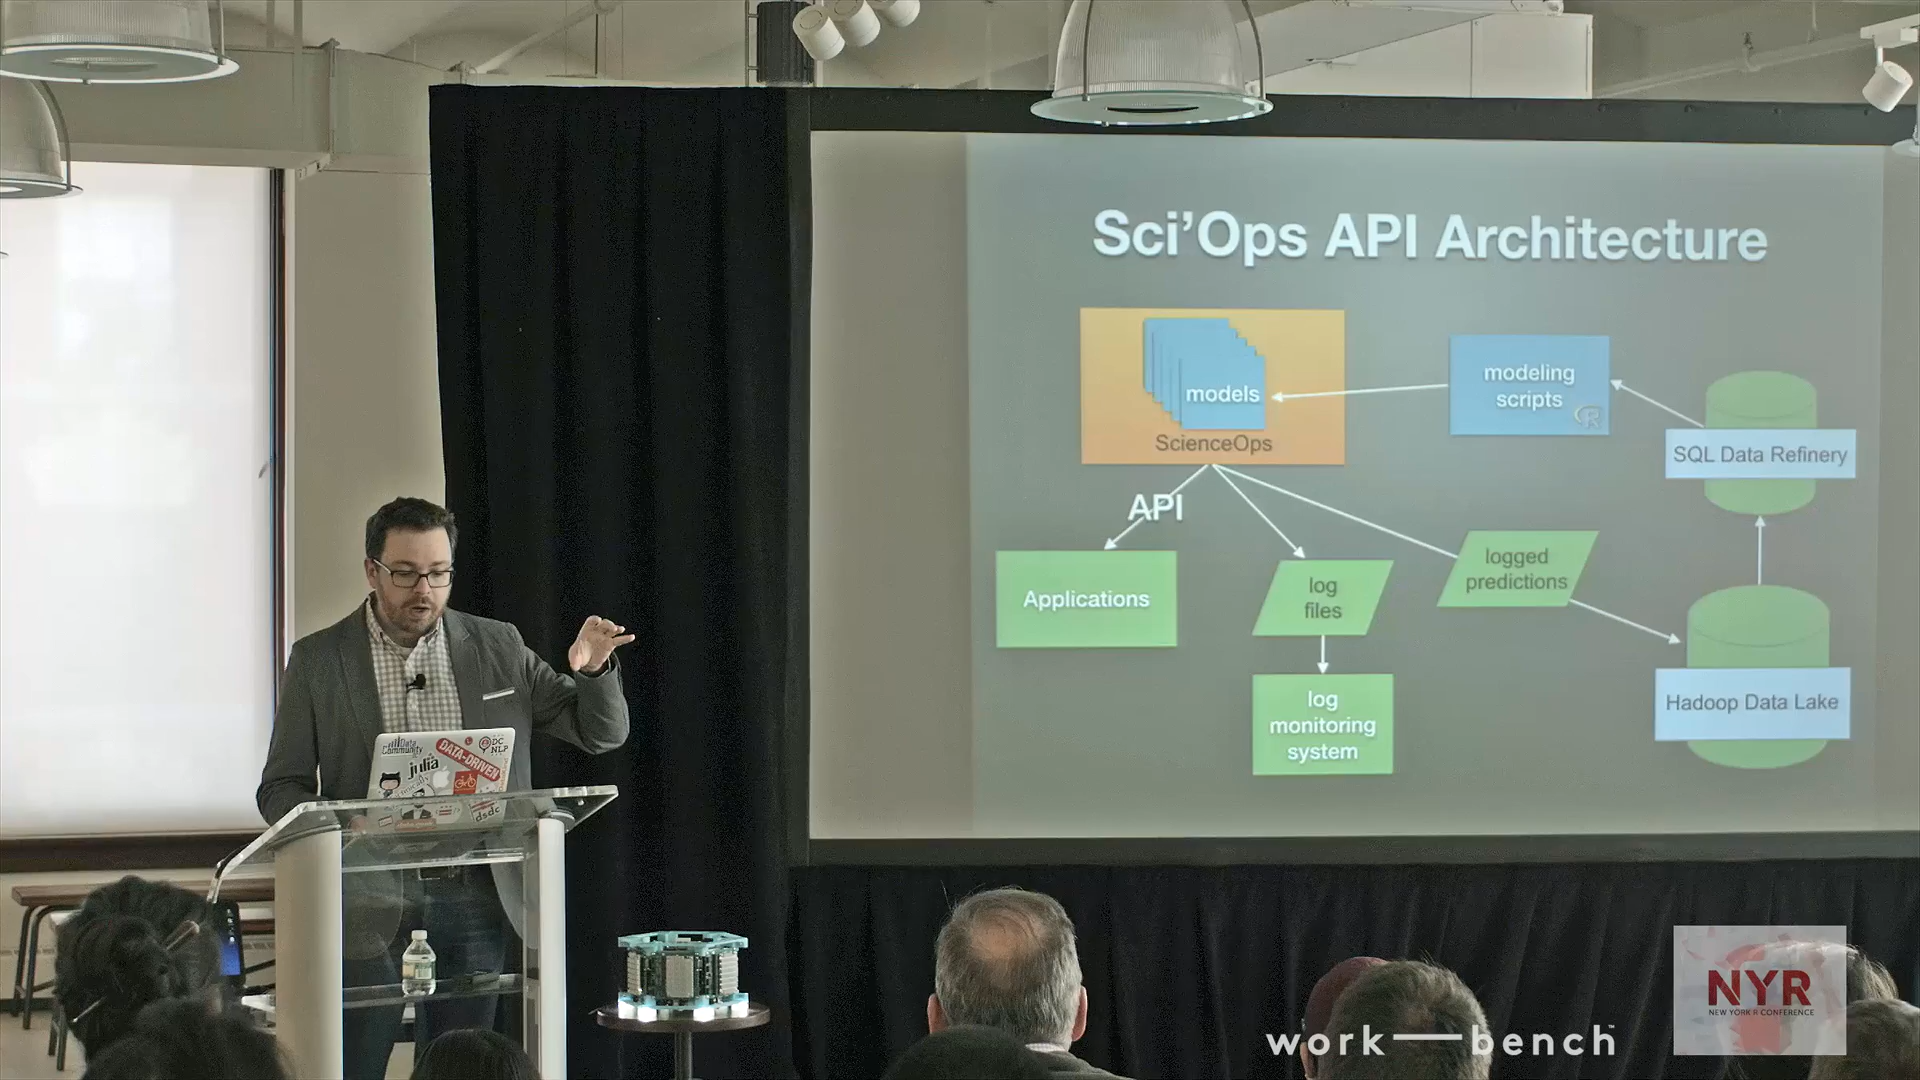 Sci’Ops API Architecture
models
ScienceOps
modeling
scripts
R
SQL Data Refinery
API
Applications
log
files
logged
predictions
log
monitoring
system
Hadoop Data Lake
Data
Community
DATA-DRIVEN
DC
NLP
julia
dsdc
work—bench™
NYR
NEW YORK R CONFERENCE